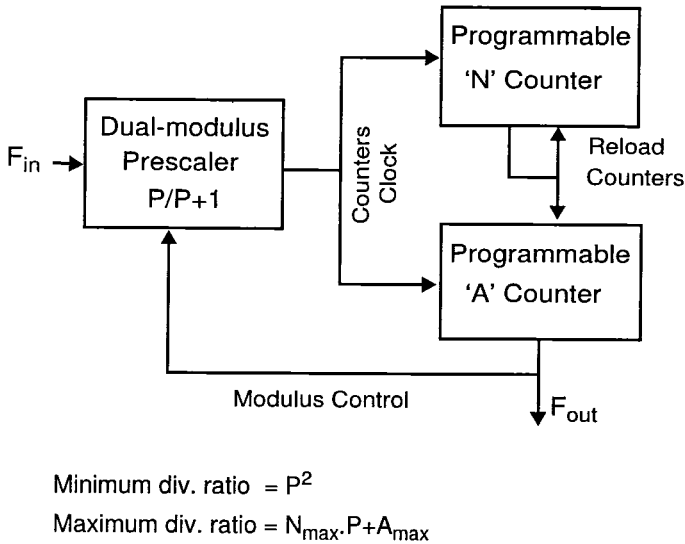 Programmable
'N' Counter
Dual-modulus
Prescaler
P/P+1
F_in
Counters
Clock
Reload
Counters
Programmable
'A' Counter
Modulus Control
F_out
Minimum div. ratio = P²
Maximum div. ratio = N_max.P+A_max